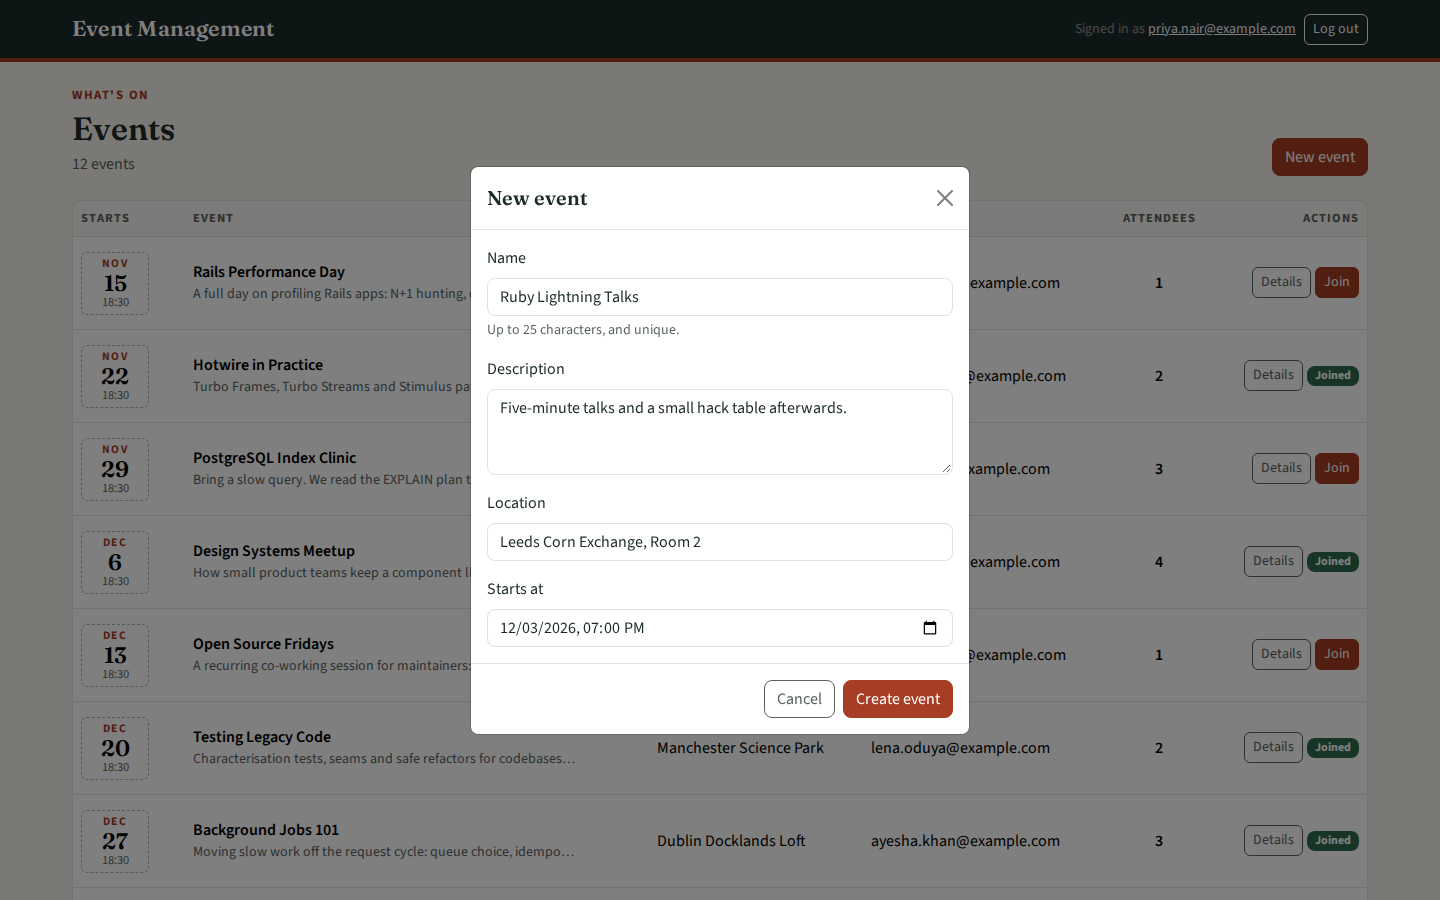 Event Management
Signed in as priya.nair@example.com Log out
WHAT'S ON
Events
12 events
New event
STARTS EVENT ATTENDEES ACTIONS
NOV
15
18:30
Rails Performance Day
A full day on profiling Rails apps: N+1 hunting,
example.com 1 Details Join
NOV
22
18:30
Hotwire in Practice
Turbo Frames, Turbo Streams and Stimulus
@example.com 2 Details Joined
NOV
29
18:30
PostgreSQL Index Clinic
Bring a slow query. We read the EXPLAIN plan
example.com 3 Details Join
DEC
6
18:30
Design Systems Meetup
How small product teams keep a component
example.com 4 Details Joined
DEC
13
18:30
Open Source Fridays
A recurring co-working session for maintainers:
@example.com 1 Details Join
DEC
20
18:30
Testing Legacy Code
Characterisation tests, seams and safe refactors for codebases…
Manchester Science Park lena.oduya@example.com 2 Details Joined
DEC
27
18:30
Background Jobs 101
Moving slow work off the request cycle: queue choice, idempo…
Dublin Docklands Loft ayesha.khan@example.com 3 Details Joined
New event
Name
Ruby Lightning Talks
Up to 25 characters, and unique.
Description
Five-minute talks and a small hack table afterwards.
Location
Leeds Corn Exchange, Room 2
Starts at
12/03/2026, 07:00 PM
Cancel Create event